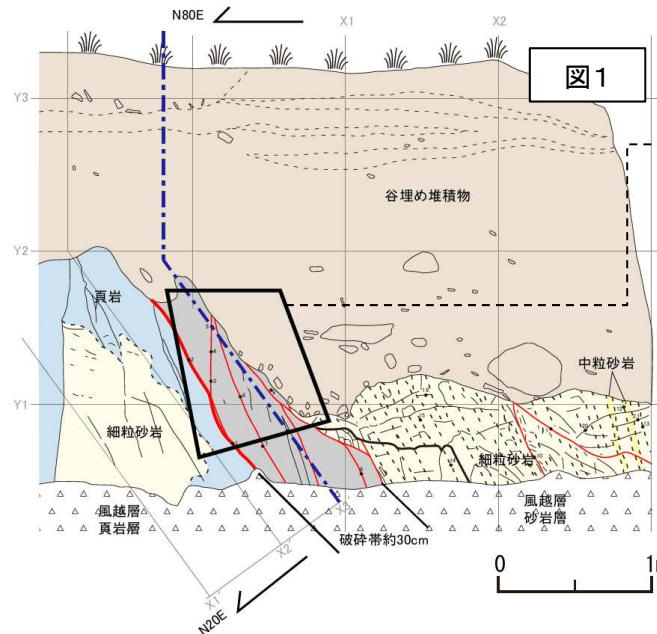 N80E
X1
X2
図1
Y3
谷埋め堆積物
Y2
頁岩
中粒砂岩
Y1
細粒砂岩
細粒砂岩
風越層
頁岩層
風越層
砂岩層
X3
破砕帯約30cm
X2'
X1'
N20E
0